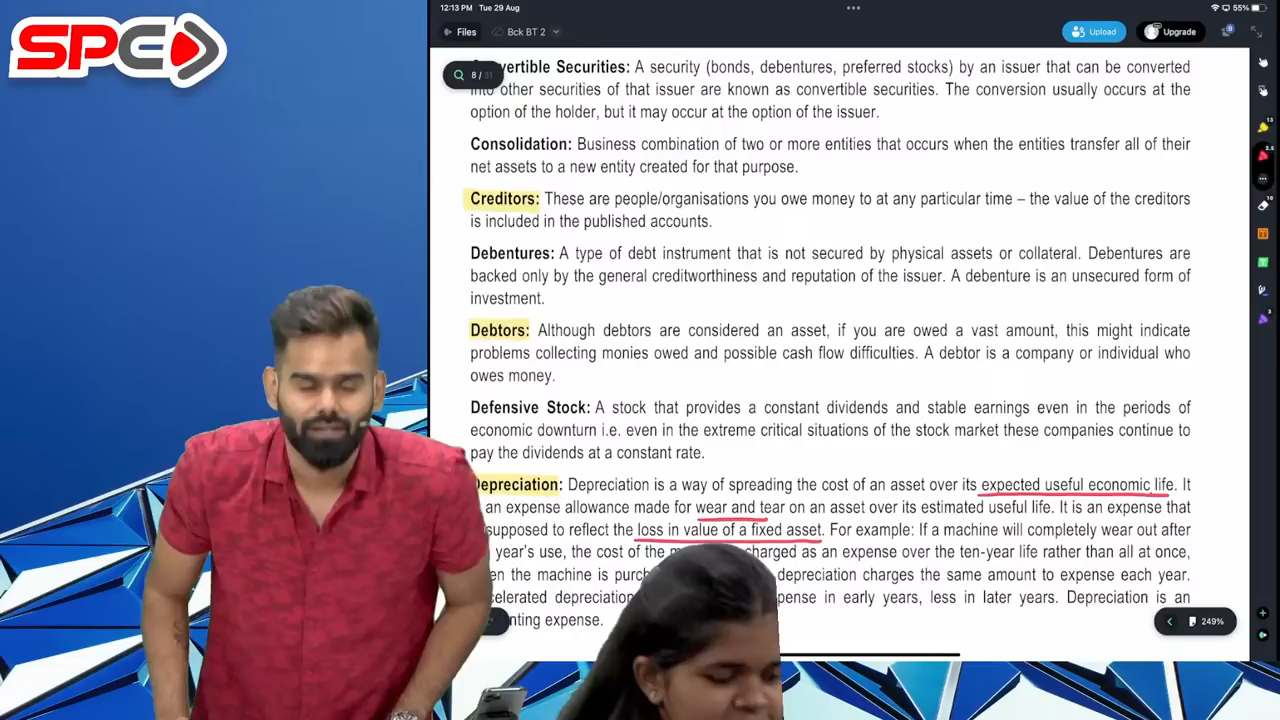 SPC
12:13 PM Tue 29 Aug
55%
Files
Bck BT 2
Upload
Upgrade
8 / 31
vertible Securities: A security (bonds, debentures, preferred stocks) by an issuer that can be converted
into other securities of that issuer are known as convertible securities. The conversion usually occurs at the
option of the holder, but it may occur at the option of the issuer.
Consolidation: Business combination of two or more entities that occurs when the entities transfer all of their
net assets to a new entity created for that purpose.
Creditors: These are people/organisations you owe money to at any particular time – the value of the creditors
is included in the published accounts.
Debentures: A type of debt instrument that is not secured by physical assets or collateral. Debentures are
backed only by the general creditworthiness and reputation of the issuer. A debenture is an unsecured form of
investment.
Debtors: Although debtors are considered an asset, if you are owed a vast amount, this might indicate
problems collecting monies owed and possible cash flow difficulties. A debtor is a company or individual who
owes money.
Defensive Stock: A stock that provides a constant dividends and stable earnings even in the periods of
economic downturn i.e. even in the extreme critical situations of the stock market these companies continue to
pay the dividends at a constant rate.
Depreciation: Depreciation is a way of spreading the cost of an asset over its expected useful economic life. It
an expense allowance made for wear and tear on an asset over its estimated useful life. It is an expense that
supposed to reflect the loss in value of a fixed asset. For example: If a machine will completely wear out after
year's use, the cost of the charged as an expense over the ten-year life rather than all at once,
the machine is purch depreciation charges the same amount to expense each year.
depreciation in early years, less in later years. Depreciation is an
expense.
249%